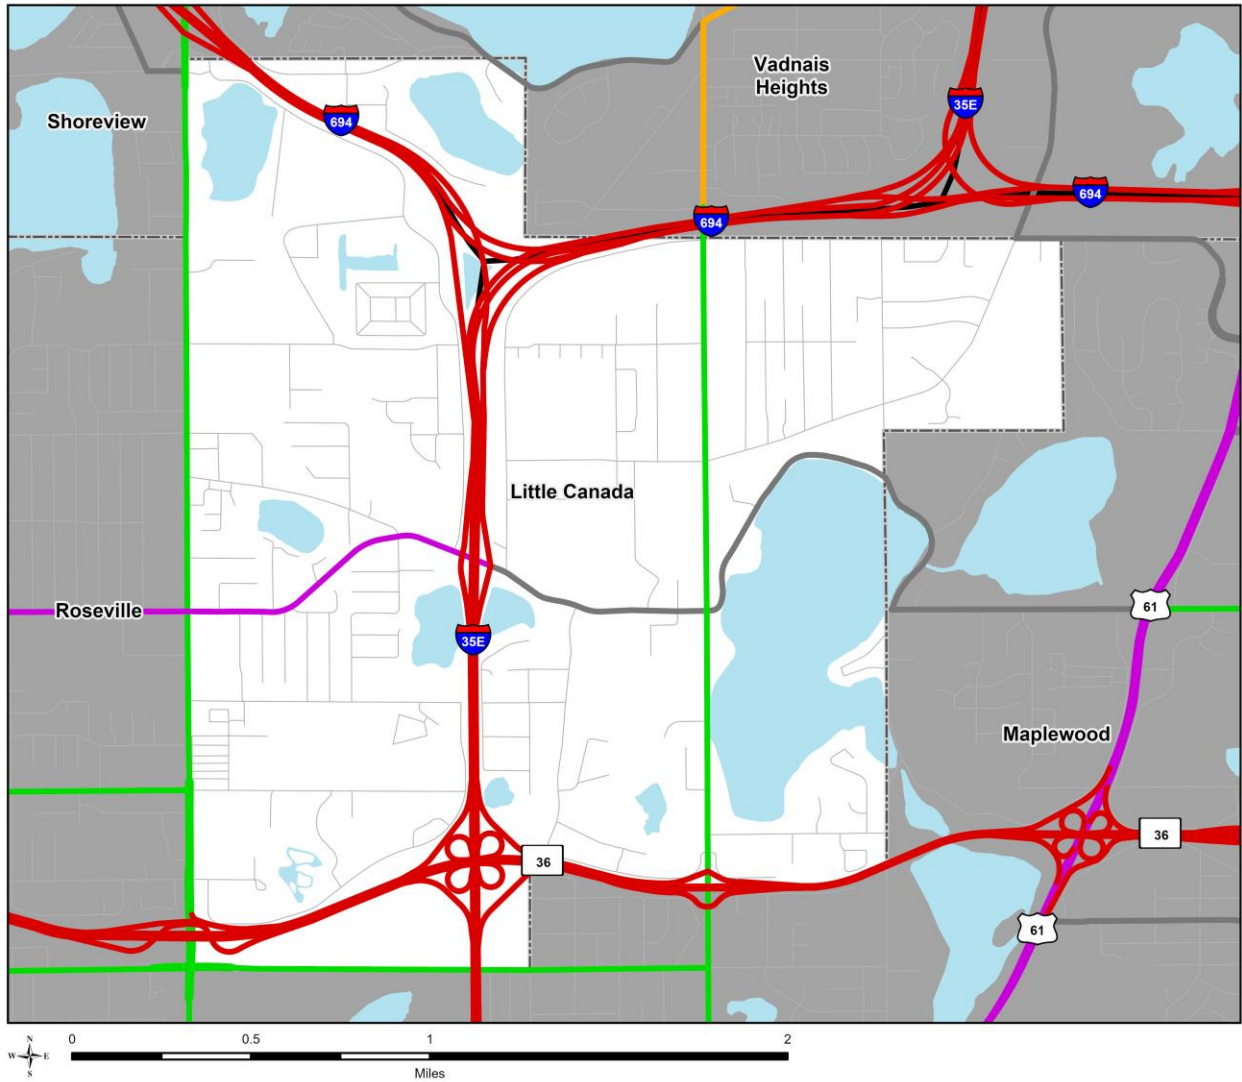 Vadnais
Heights
35E
Shoreview
694
694
694
Little Canada
61
Roseville
35E
Maplewood
36
36
61
N
W E
S
0 0.5 1 2
Miles